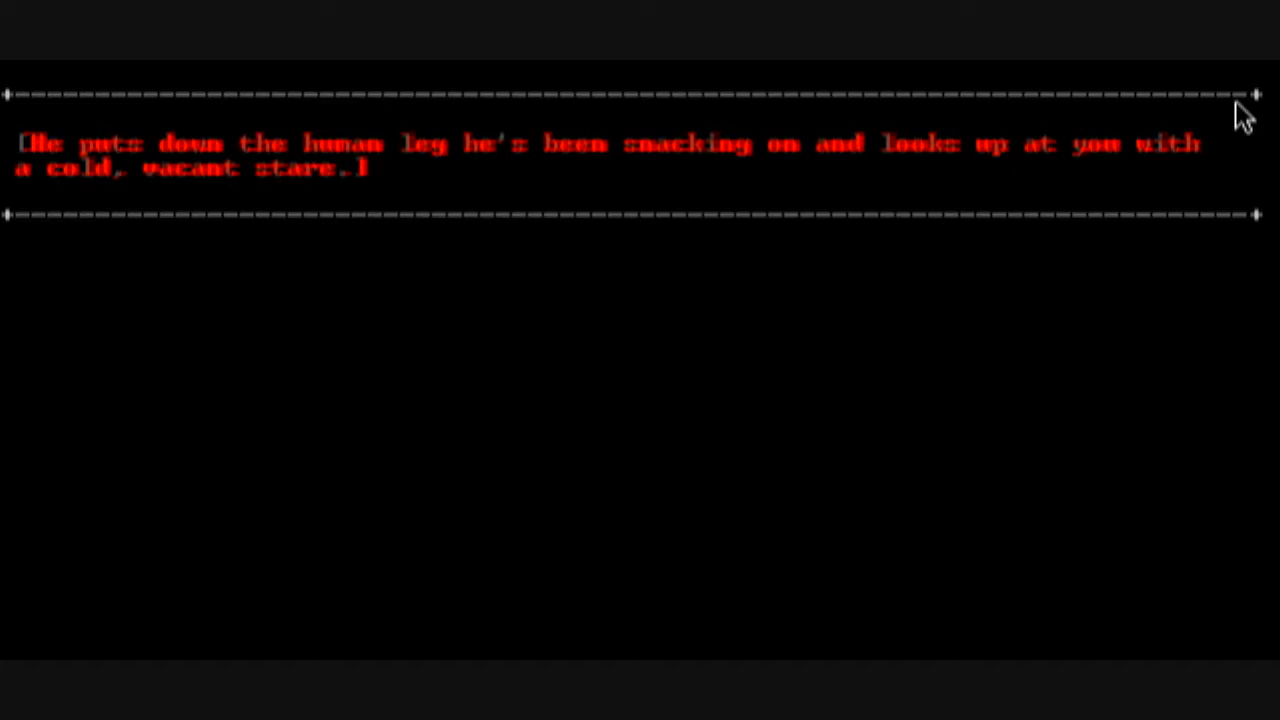 [He puts down the human leg he's been snacking on and looks up at you with
a cold, vacant stare.]